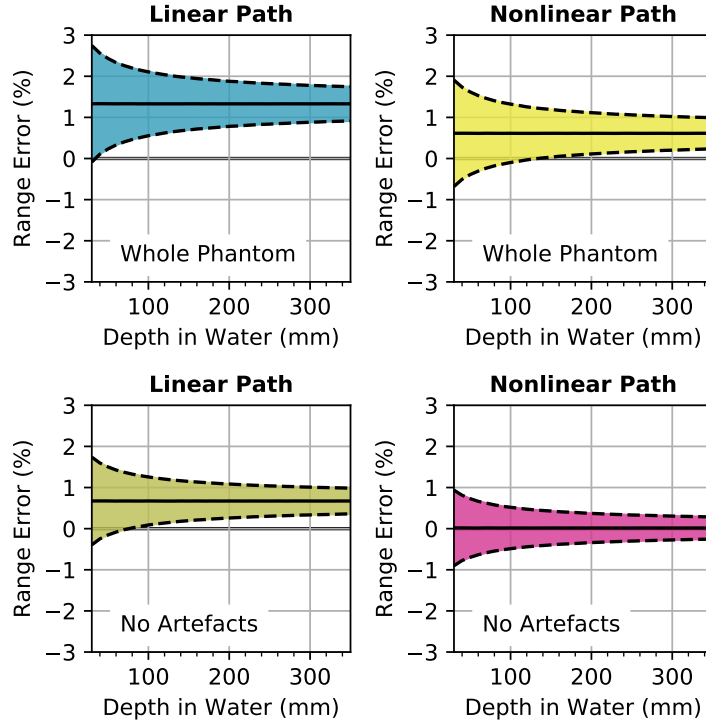 Linear Path
Nonlinear Path
3
2
1
0
−1
−2
−3
Range Error (%)
Whole Phantom
100
200
300
Depth in Water (mm)
3
2
1
0
−1
−2
−3
Range Error (%)
Whole Phantom
100
200
300
Depth in Water (mm)
Linear Path
Nonlinear Path
3
2
1
0
−1
−2
−3
Range Error (%)
No Artefacts
100
200
300
Depth in Water (mm)
3
2
1
0
−1
−2
−3
Range Error (%)
No Artefacts
100
200
300
Depth in Water (mm)